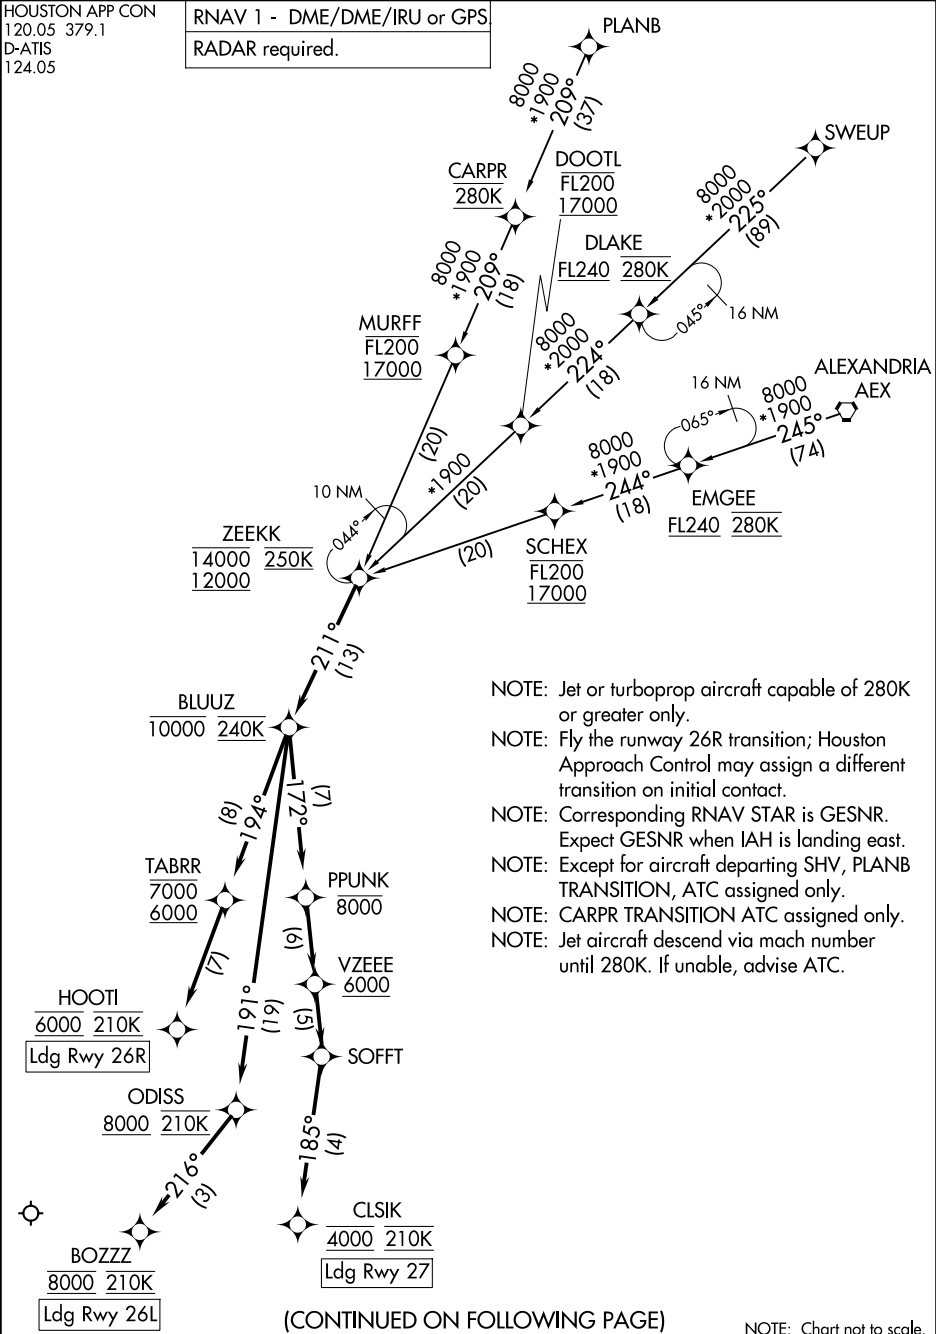 HOUSTON APP CON
120.05 379.1
D-ATIS
124.05
RNAV 1 - DME/DME/IRU or GPS.
RADAR required.
PLANB
8000
*1900
209°
(37)
SWEUP
8000
*2000
225°
(89)
CARPR
280K
DOOTL
FL200
17000
DLAKE
FL240 280K
045°
16 NM
8000
*1900
209°
(18)
MURFF
FL200
17000
8000
*2000
224°
(18)
ALEXANDRIA
AEX
16 NM
065°
8000
*1900
245°
(74)
(20)
*1900
(20)
8000
*1900
244°
(18)
EMGEE
FL240 280K
10 NM
044°
ZEEKK
14000 250K
12000
(20)
SCHEX
FL200
17000
211°
(13)
BLUUZ
10000 240K
NOTE: Jet or turboprop aircraft capable of 280K
or greater only.
NOTE: Fly the runway 26R transition; Houston
Approach Control may assign a different
transition on initial contact.
NOTE: Corresponding RNAV STAR is GESNR.
Expect GESNR when IAH is landing east.
NOTE: Except for aircraft departing SHV, PLANB
TRANSITION, ATC assigned only.
NOTE: CARPR TRANSITION ATC assigned only.
NOTE: Jet aircraft descend via mach number
until 280K. If unable, advise ATC.
(8)
194°
172°
(7)
TABRR
7000
6000
PPUNK
8000
(7)
(6)
VZEEE
6000
HOOTI
6000 210K
Ldg Rwy 26R
191°
(19)
(5)
SOFFT
ODISS
8000 210K
185°
(4)
216°
(3)
BOZZZ
8000 210K
Ldg Rwy 26L
CLSIK
4000 210K
Ldg Rwy 27
(CONTINUED ON FOLLOWING PAGE)
NOTE: Chart not to scale.